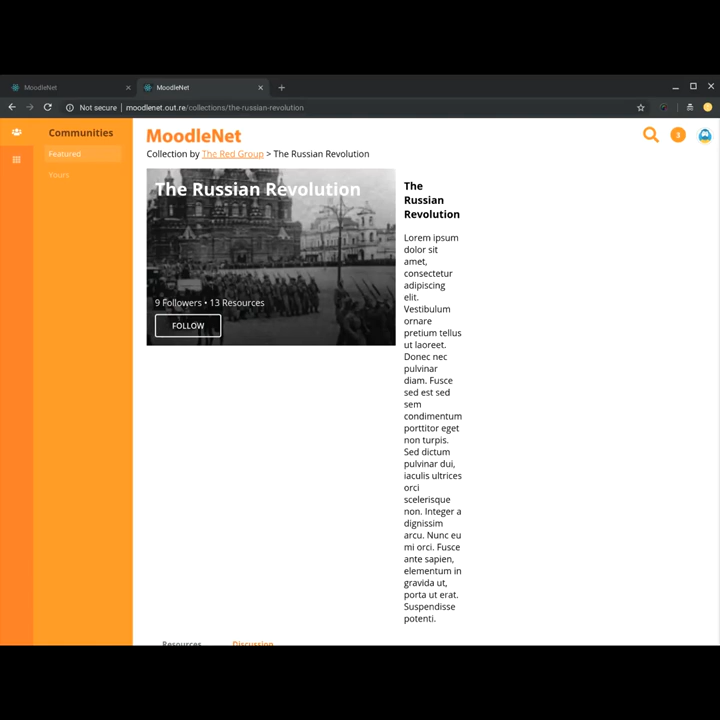 MoodleNet
MoodleNet
Not secure | moodlenet.out.re/collections/the-russian-revolution
Communities
Featured
Yours
MoodleNet
3
Collection by The Red Group > The Russian Revolution
The Russian Revolution
9 Followers • 13 Resources
FOLLOW
The
Russian
Revolution
Lorem ipsum
dolor sit
amet,
consectetur
adipiscing
elit.
Vestibulum
ornare
pretium tellus
ut laoreet.
Donec nec
pulvinar
diam. Fusce
sed est sed
sem
condimentum
porttitor eget
non turpis.
Sed dictum
pulvinar dui,
iaculis ultrices
orci
scelerisque
non. Integer a
dignissim
arcu. Nunc eu
mi orci. Fusce
ante sapien,
elementum in
gravida ut,
porta ut erat.
Suspendisse
potenti.
Resources Discussion